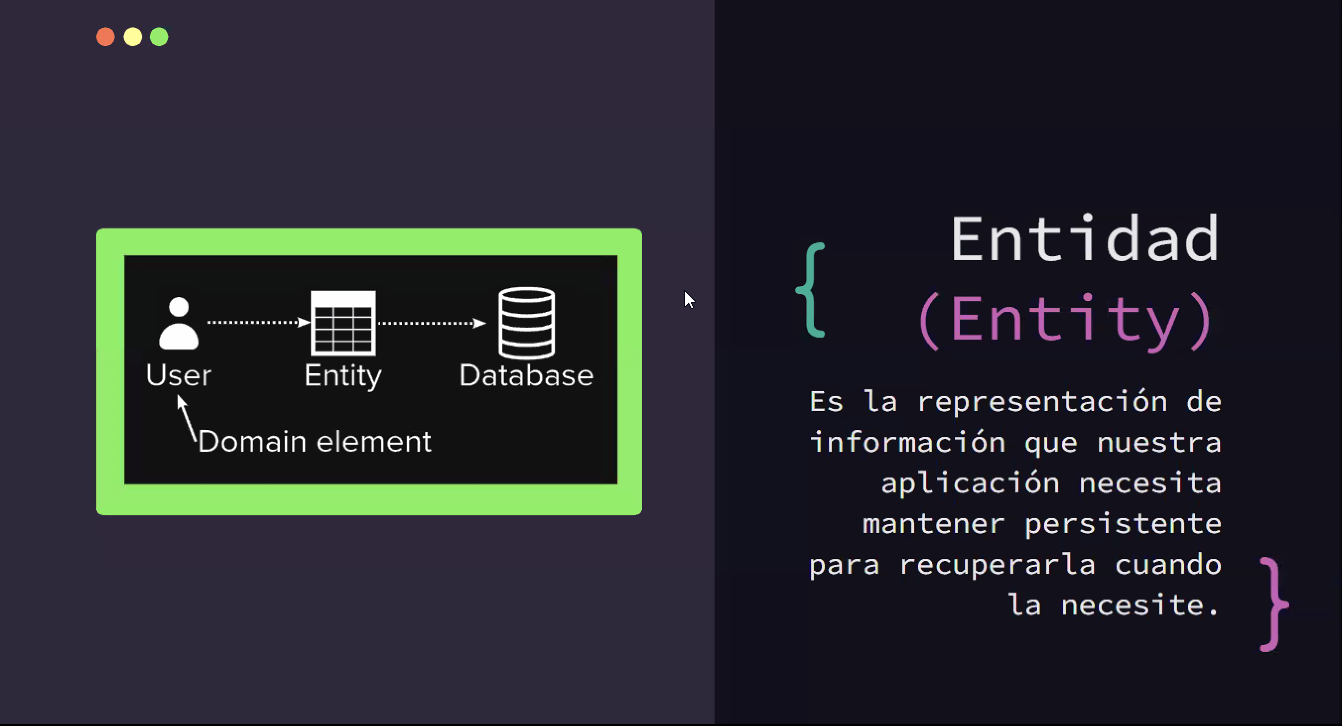 User
Entity
Database
Domain element
{
Entidad
(Entity)
Es la representación de
información que nuestra
aplicación necesita
mantener persistente
para recuperarla cuando
la necesite.
}